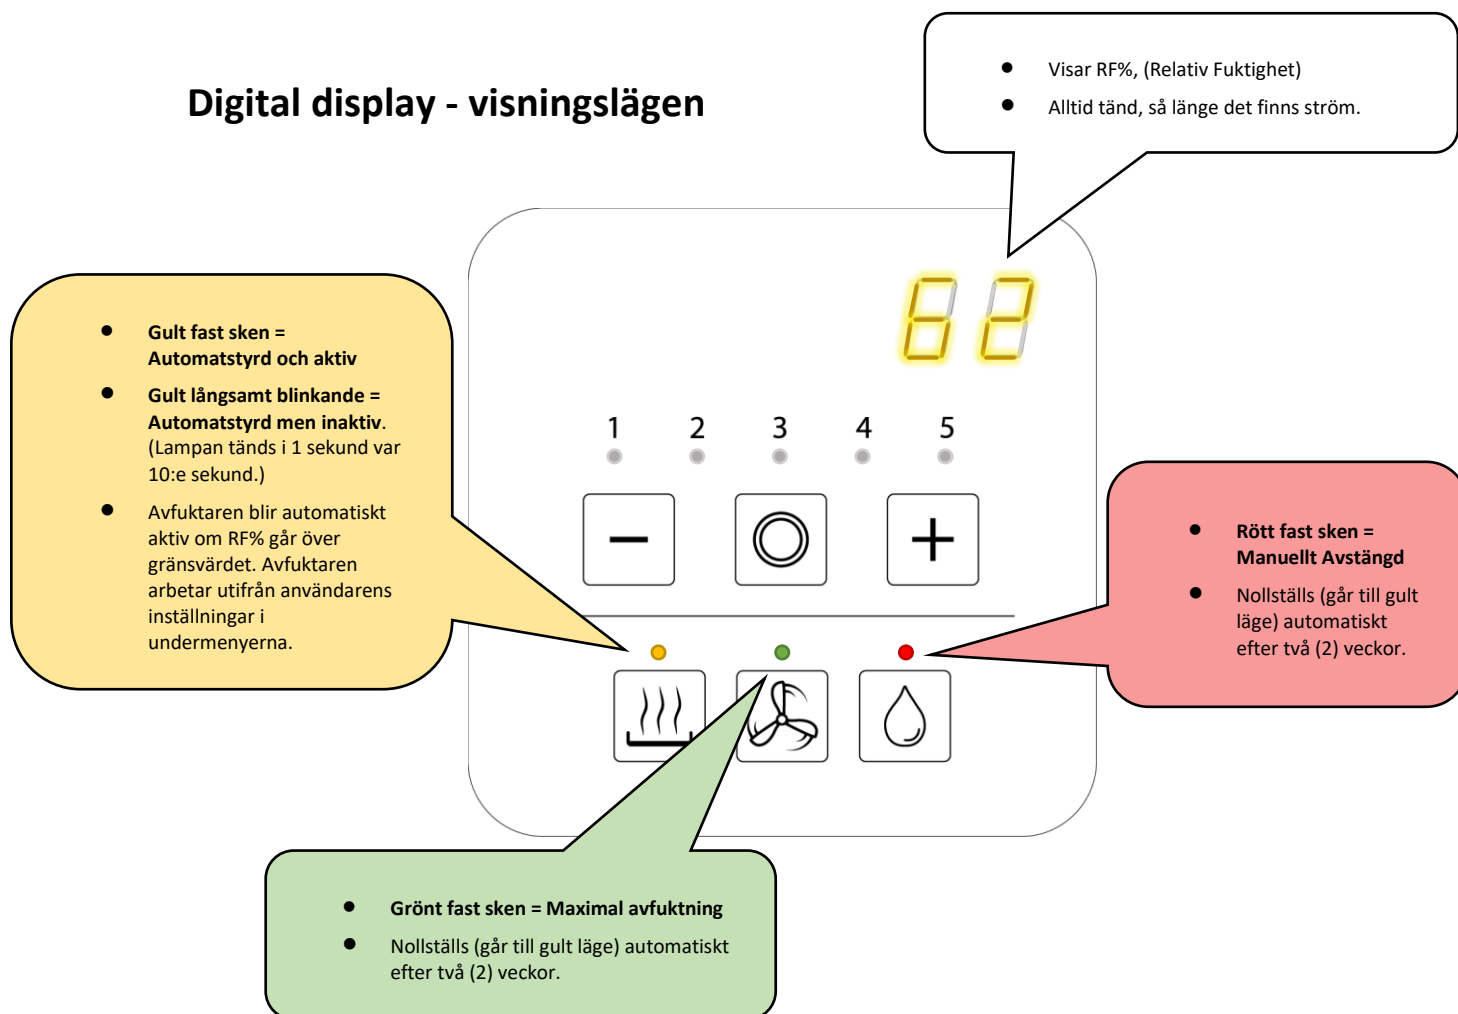 Digital display - visningslägen
• Visar RF%, (Relativ Fuktighet)
• Alltid tänd, så länge det finns ström.
62
• Gult fast sken =
Automatstyrd och aktiv
• Gult långsamt blinkande =
Automatstyrd men inaktiv.
(Lampan tänds i 1 sekund var
10:e sekund.)
• Avfuktaren blir automatiskt
aktiv om RF% går över
gränsvärdet. Avfuktaren
arbetar utifrån användarens
inställningar i
undermenyerna.
1 2 3 4 5
• Rött fast sken =
Manuellt Avstängd
• Nollställs (går till gult
läge) automatiskt
efter två (2) veckor.
• Grönt fast sken = Maximal avfuktning
• Nollställs (går till gult läge) automatiskt
efter två (2) veckor.